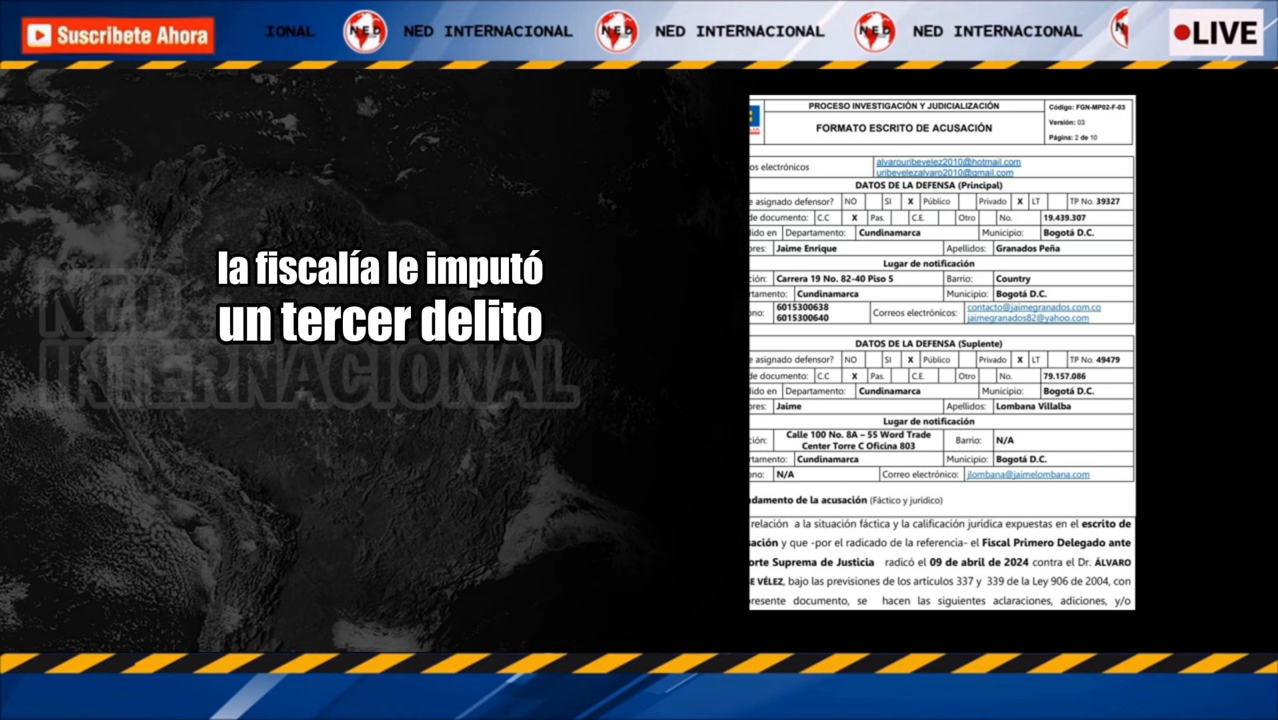 Suscribete Ahora
IONAL
NED
NED INTERNACIONAL
NED
NED INTERNACIONAL
NED
NED INTERNACIONAL
LIVE
NED
INTERNACIONAL
la fiscalía le imputó
un tercer delito
PROCESO INVESTIGACIÓN Y JUDICIALIZACIÓN
Código: FGN-MP02-F-03
FORMATO ESCRITO DE ACUSACIÓN
Versión: 03
Página: 2 de 10
os electrónicos
alvarouribevelez2010@hotmail.com
uribevelezalvaro2010@gmail.com
DATOS DE LA DEFENSA (Principal)
e asignado defensor? NO SI X Público Privado X LT TP No. 39327
de documento: C.C X Pas. C.E. Otro No. 19.439.307
dido en Departamento: Cundinamarca Municipio: Bogotá D.C.
res: Jaime Enrique Apellidos: Granados Peña
Lugar de notificación
ción: Carrera 19 No. 82-40 Piso 5 Barrio: Country
tamento: Cundinamarca Municipio: Bogotá D.C.
ono: 6015300638 6015300640 Correos electrónicos: contacto@jaimegranados.com.co
jaimegranados82@yahoo.com
DATOS DE LA DEFENSA (Suplente)
e asignado defensor? NO SI X Público Privado X LT TP No. 49479
de documento: C.C X Pas. C.E. Otro No. 79.157.086
dido en Departamento: Cundinamarca Municipio: Bogotá D.C.
res: Jaime Apellidos: Lombana Villalba
Lugar de notificación
ción: Calle 100 No. 8A – 55 Word Trade
Center Torre C Oficina 803 Barrio: N/A
tamento: Cundinamarca Municipio: Bogotá D.C.
ono: N/A Correo electrónico: jlombana@jaimelombana.com
damento de la acusación (Fáctico y jurídico)
relación a la situación fáctica y la calificación jurídica expuestas en el escrito de
sación y que -por el radicado de la referencia- el Fiscal Primero Delegado ante
orte Suprema de Justicia radicó el 09 de abril de 2024 contra el Dr. ÁLVARO
E VÉLEZ, bajo las previsiones de los artículos 337 y 339 de la Ley 906 de 2004, con
resente documento, se hacen las siguientes aclaraciones, adiciones, y/o